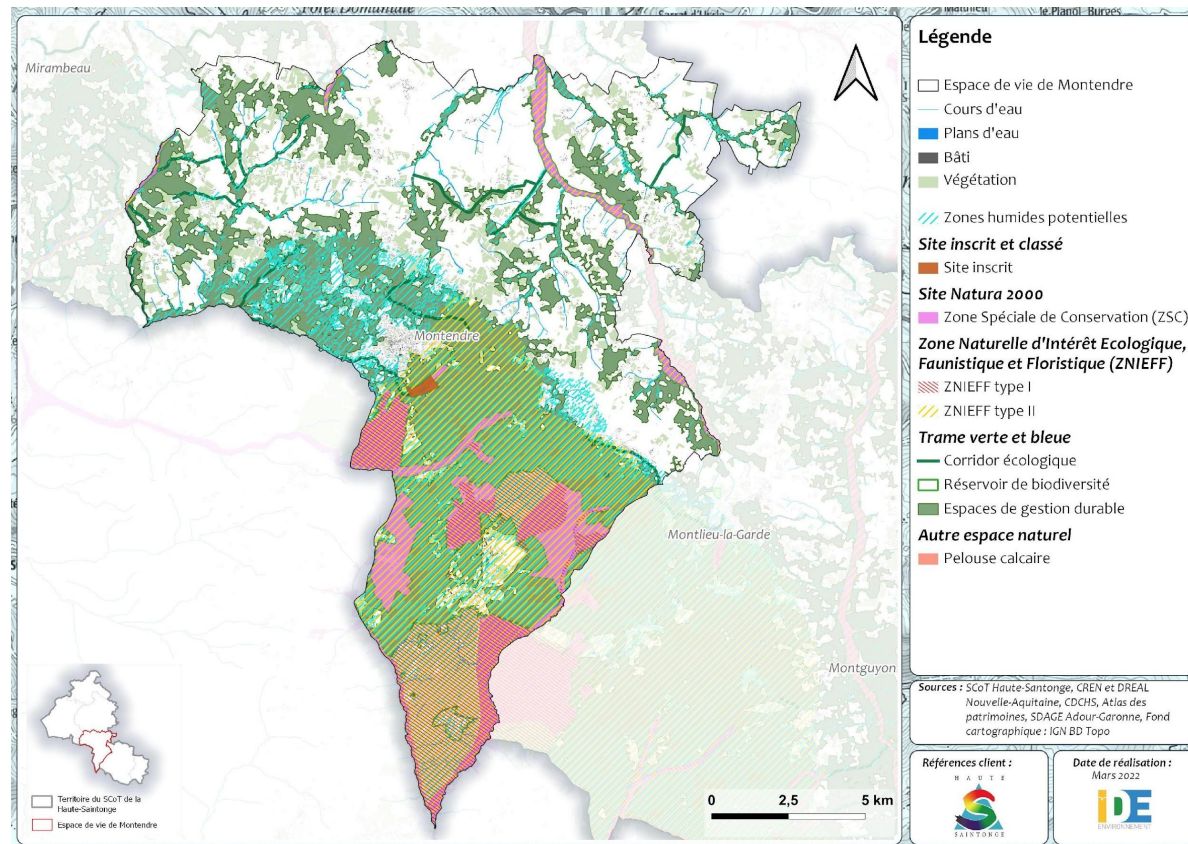 Mirambeau
Montendre
Montlieu-la-Garde
Montguyon
0 2,5 5 km
Territoire du SCoT de la
Haute-Saintonge
Espace de vie de Montendre
Légende
Espace de vie de Montendre
Cours d'eau
Plans d'eau
Bâti
Végétation
Zones humides potentielles
Site inscrit et classé
Site inscrit
Site Natura 2000
Zone Spéciale de Conservation (ZSC)
Zone Naturelle d'Intérêt Ecologique,
Faunistique et Floristique (ZNIEFF)
ZNIEFF type I
ZNIEFF type II
Trame verte et bleue
Corridor écologique
Réservoir de biodiversité
Espaces de gestion durable
Autre espace naturel
Pelouse calcaire
Sources : SCoT Haute-Santonge, CREN et DREAL
Nouvelle-Aquitaine, CDCHS, Atlas des
patrimoines, SDAGE Adour-Garonne, Fond
cartographique : IGN BD Topo
Références client :
HAUTE
SAINTONGE
Date de réalisation :
Mars 2022
IDE
ENVIRONNEMENT